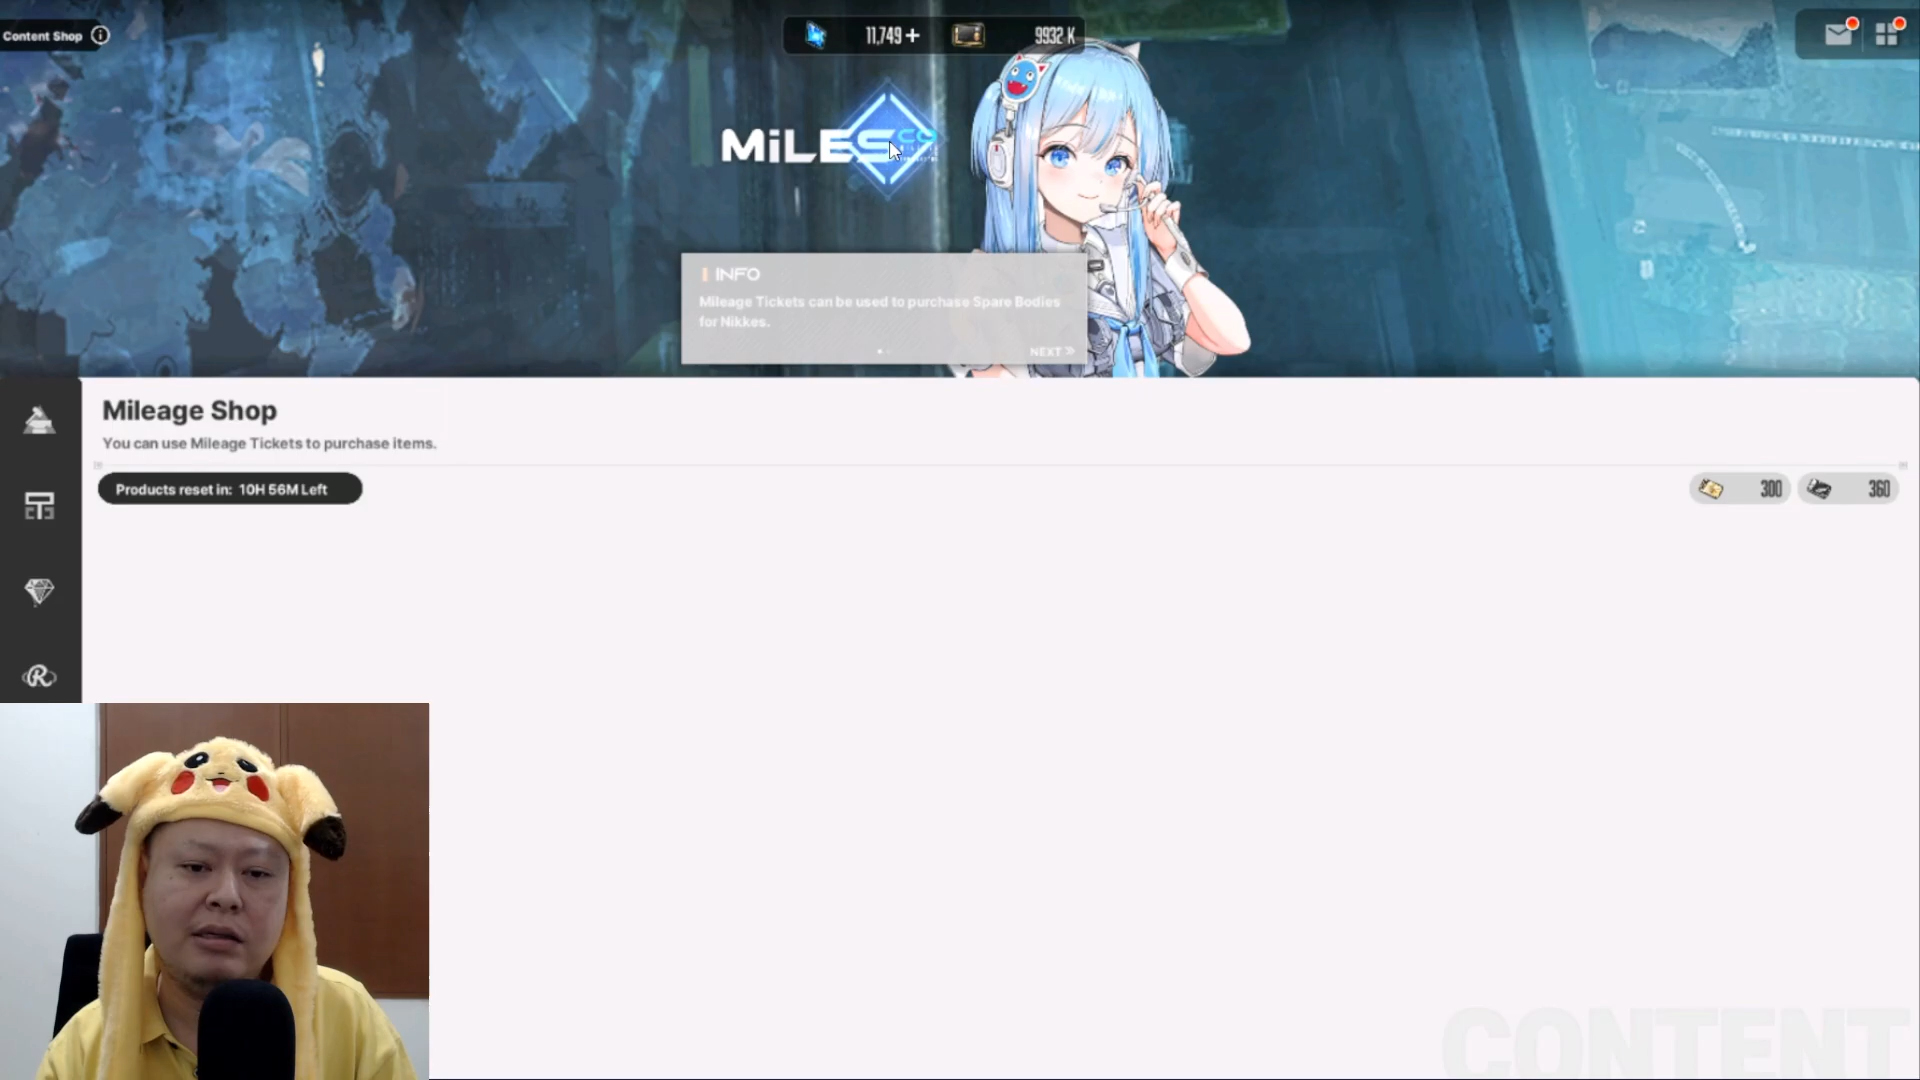 Content Shop
11,749 +
9932 K
MiLES
CO
INFO
Mileage Tickets can be used to purchase Spare Bodies
for Nikkes.
NEXT
Mileage Shop
You can use Mileage Tickets to purchase items.
Products reset in: 10H 56M Left
300
360
CONTENT